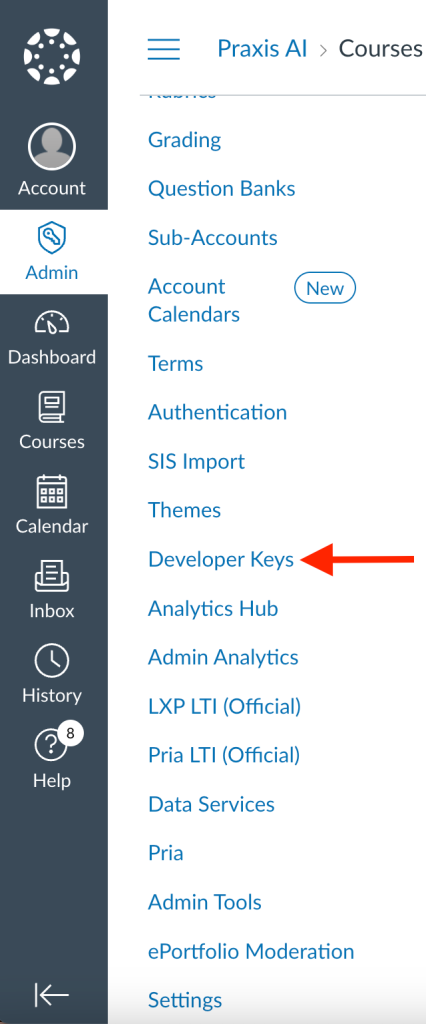 Praxis AI > Courses
Account
Admin
Dashboard
Courses
Calendar
Inbox
History
8
Help
Rubrics
Grading
Question Banks
Sub-Accounts
Account
Calendars
New
Terms
Authentication
SIS Import
Themes
Developer Keys
Analytics Hub
Admin Analytics
LXP LTI (Official)
Pria LTI (Official)
Data Services
Pria
Admin Tools
ePortfolio Moderation
Settings